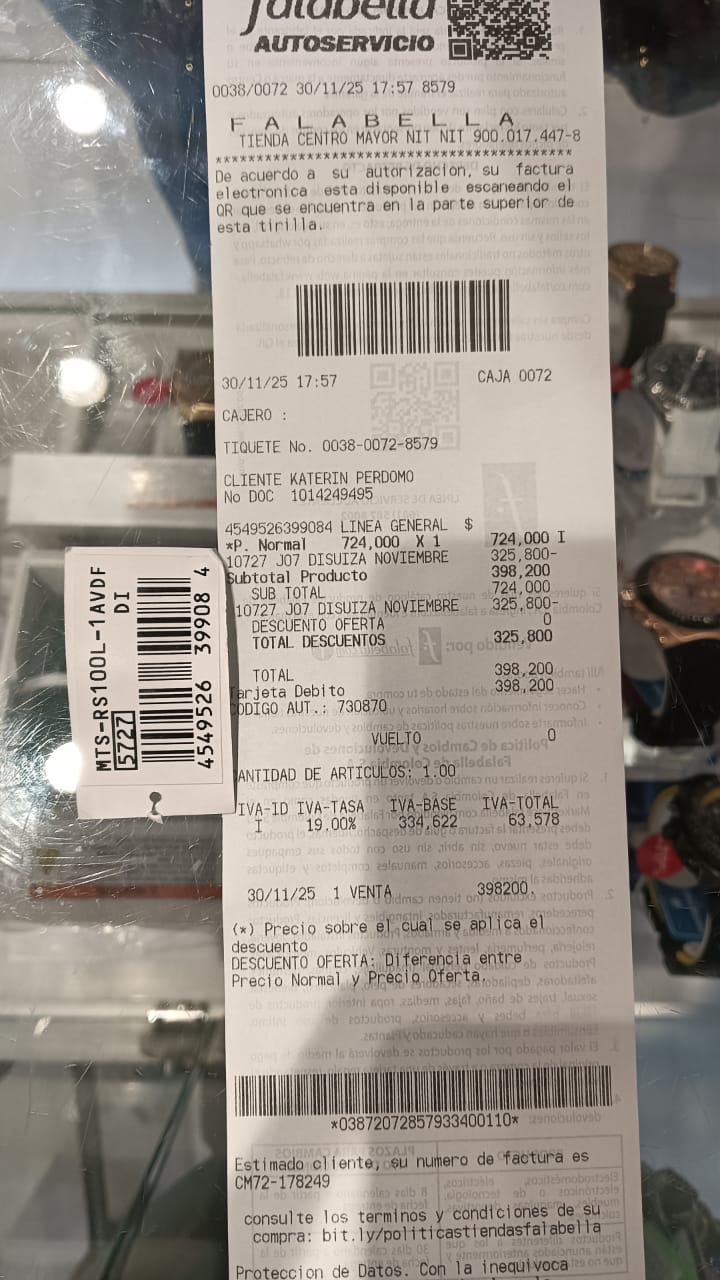 falabella
AUTOSERVICIO
0038/0072 30/11/25 17:57 8579
F A L A B E L L A
TIENDA CENTRO MAYOR NIT NIT 900.017.447-8
******************************************
De acuerdo a su autorizacion, su factura
electronica esta disponible escaneando el
QR que se encuentra en la parte superior de
esta tirilla.
30/11/25 17:57 CAJA 0072
CAJERO :
TIQUETE No. 0038-0072-8579
CLIENTE KATERIN PERDOMO
No DOC 1014249495
4549526399084 LINEA GENERAL $ 724,000 I
*P. Normal 724,000 X 1
10727 J07 DISUIZA NOVIEMBRE 325,800-
Subtotal Producto 398,200
SUB TOTAL 724,000
10727 J07 DISUIZA NOVIEMBRE 325,800-
DESCUENTO OFERTA 0
TOTAL DESCUENTOS 325,800
TOTAL 398,200
Tarjeta Debito 398,200
CODIGO AUT.: 730870
VUELTO 0
ANTIDAD DE ARTICULOS: 1.00
IVA-ID IVA-TASA IVA-BASE IVA-TOTAL
I 19.00% 334,622 63,578
30/11/25 1 VENTA 398200.
(*) Precio sobre el cual se aplica el
descuento
DESCUENTO OFERTA: Diferencia entre
Precio Normal y Precio Oferta.
*03872072857933400110*
Estimado cliente, su numero de factura es
CM72-178249
consulte los terminos y condiciones de su
compra: bit.ly/politicastiendasfalabella
Proteccion de Datos. Con la inequivoca
MTS-RS100L-1AVDF
DI
5727
4549526 39908 4